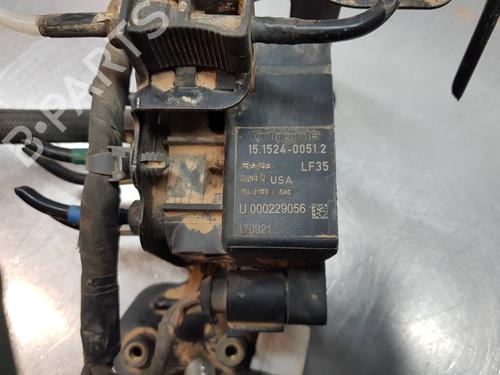 Continental
15.1524-0051.2
LF35
USA
U 000229056
170921
B-PARTS